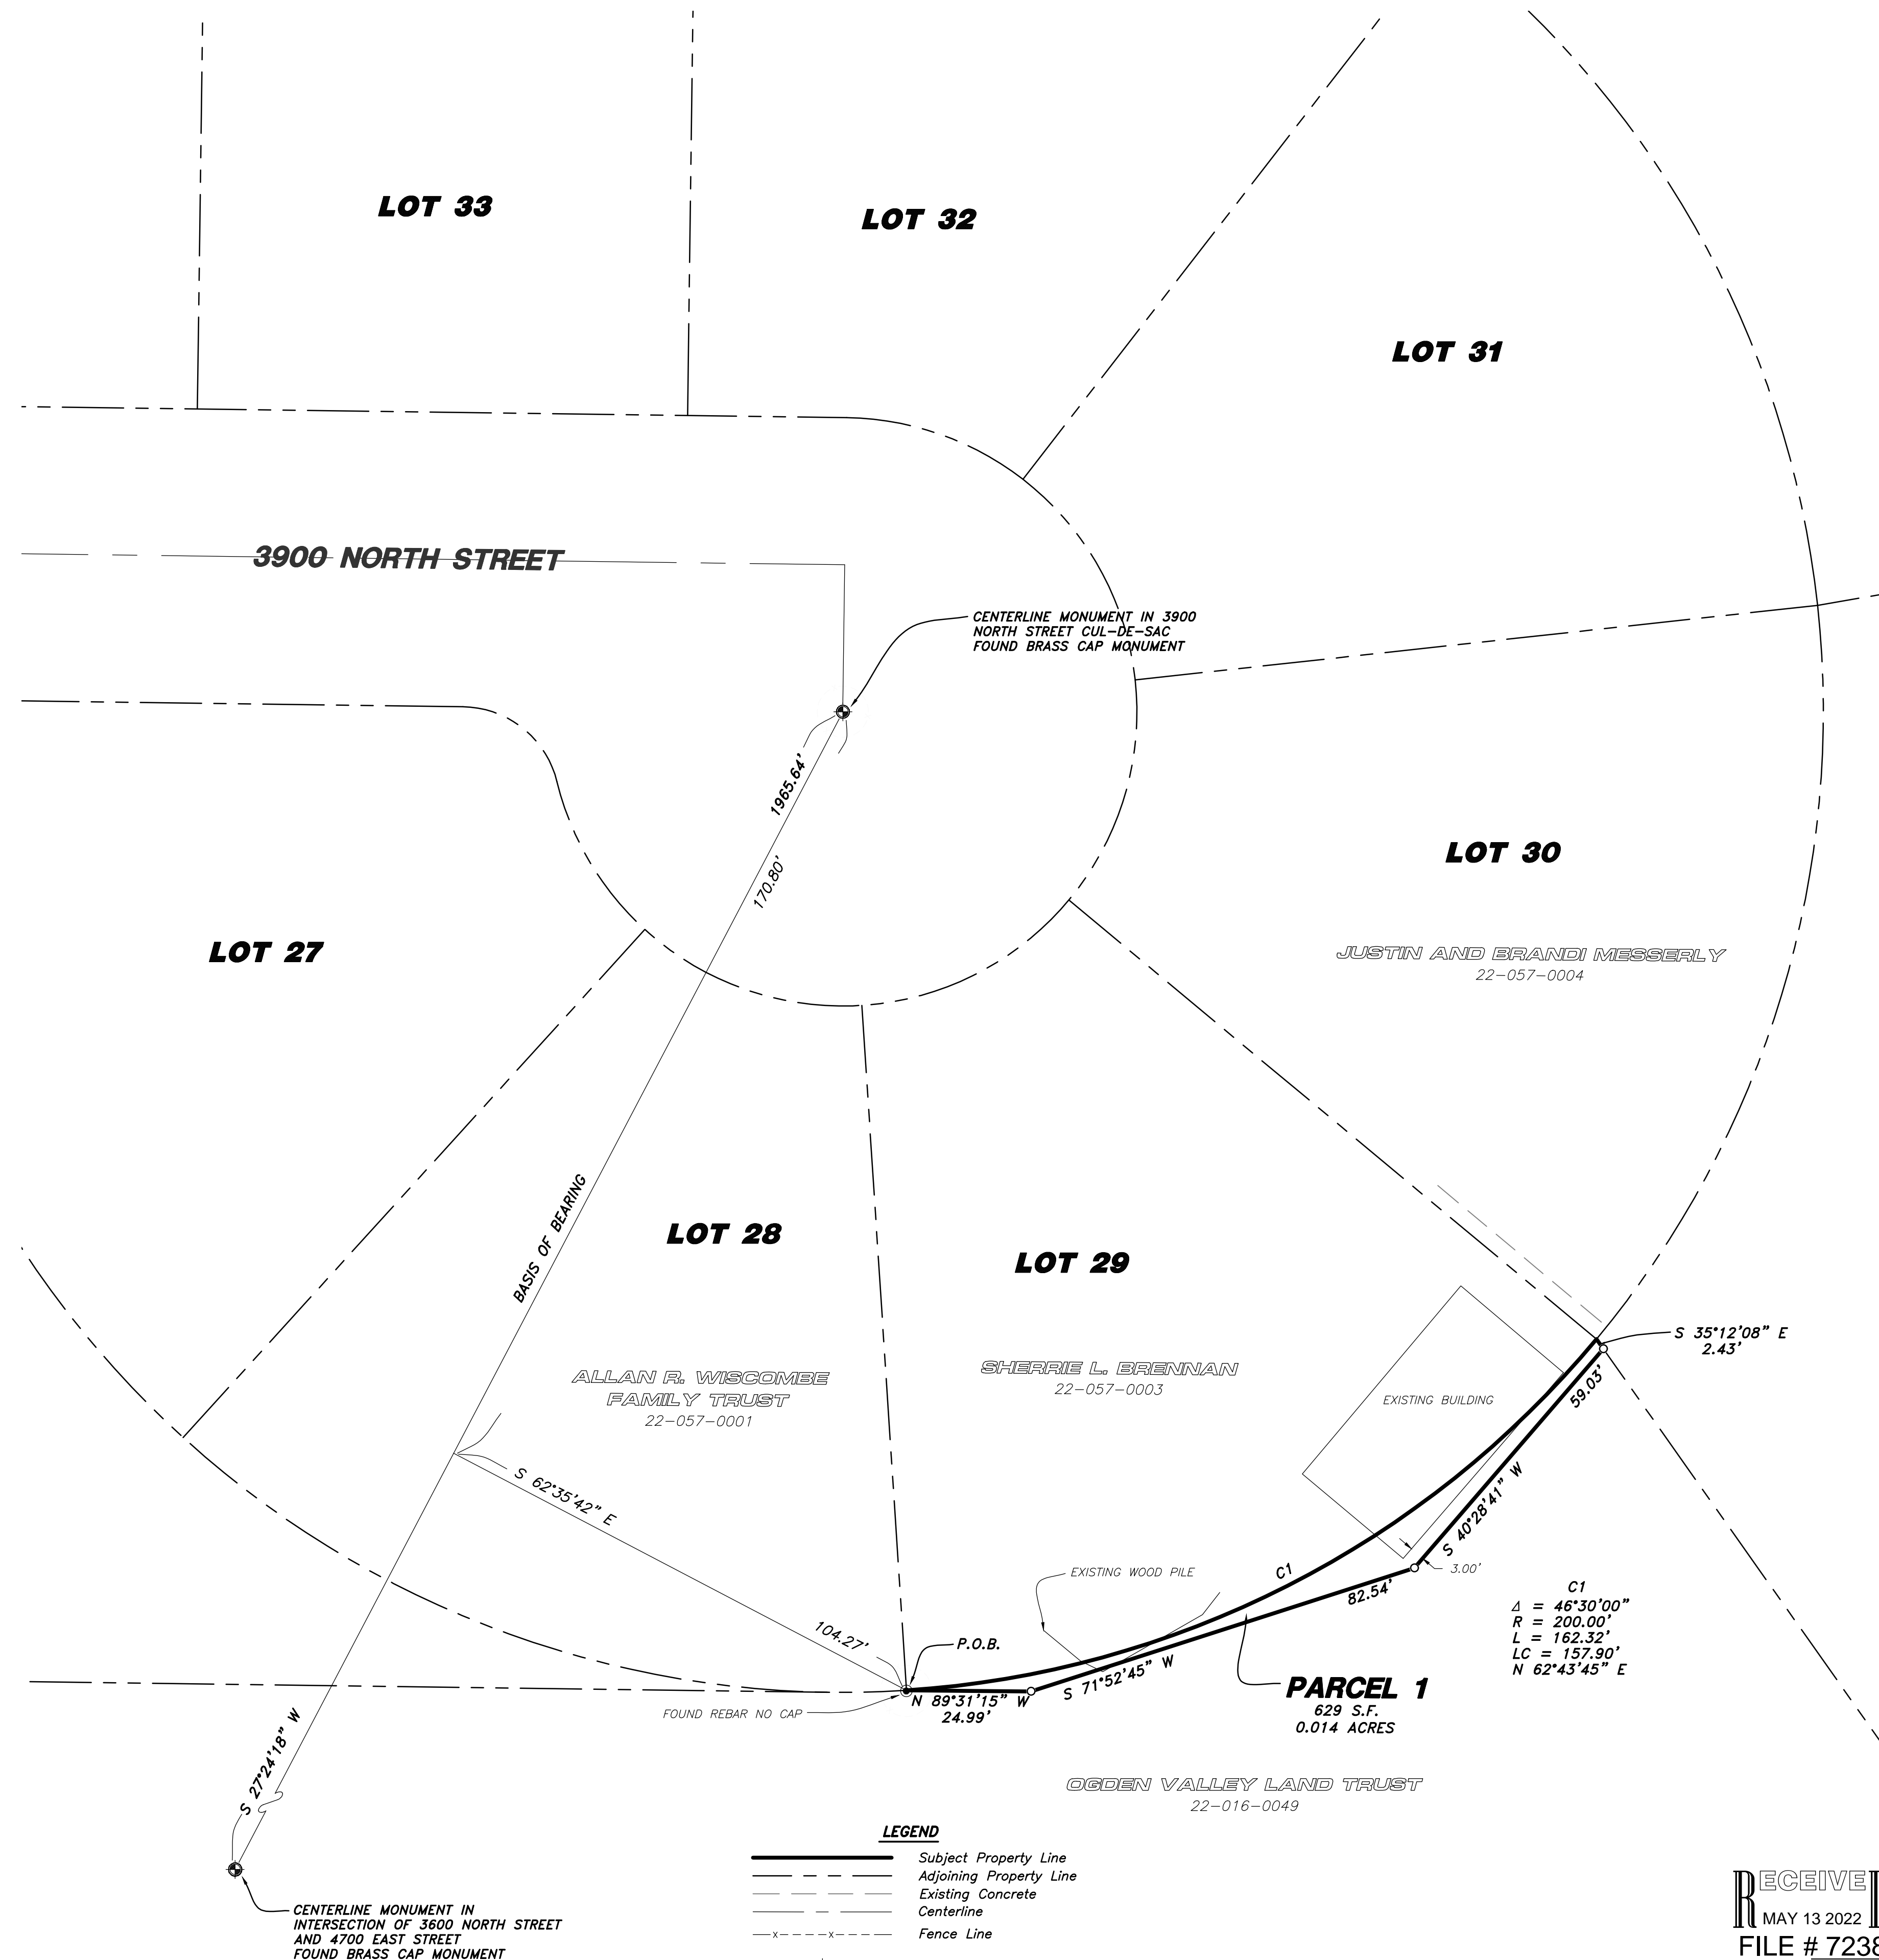 LOT 33
LOT 32
LOT 31
3900 NORTH STREET
CENTERLINE MONUMENT IN 3900
NORTH STREET CUL-DE-SAC
FOUND BRASS CAP MONUMENT
1965.64'
170.80'
LOT 30
JUSTIN AND BRANDI MESSERLY
22-057-0004
LOT 27
BASIS OF BEARING
LOT 28
LOT 29
ALLAN R. WISCOMBE
FAMILY TRUST
22-057-0001
SHERRIE L. BRENNAN
22-057-0003
EXISTING BUILDING
S 35°12'08" E
2.43'
59.03'
S 40°28'41" W
3.00'
S 62°35'42" E
104.27'
EXISTING WOOD PILE
C1
82.54'
C1
Δ = 46°30'00"
R = 200.00'
L = 162.32'
LC = 157.90'
N 62°43'45" E
P.O.B.
S 71°52'45" W
N 89°31'15" W
24.99'
FOUND REBAR NO CAP
PARCEL 1
629 S.F.
0.014 ACRES
S 27°24'18" W
OGDEN VALLEY LAND TRUST
22-016-0049
LEGEND
Subject Property Line
Adjoining Property Line
Existing Concrete
Centerline
x x Fence Line
CENTERLINE MONUMENT IN
INTERSECTION OF 3600 NORTH STREET
AND 4700 EAST STREET
FOUND BRASS CAP MONUMENT
RECEIVE
MAY 13 2022
FILE # 7238